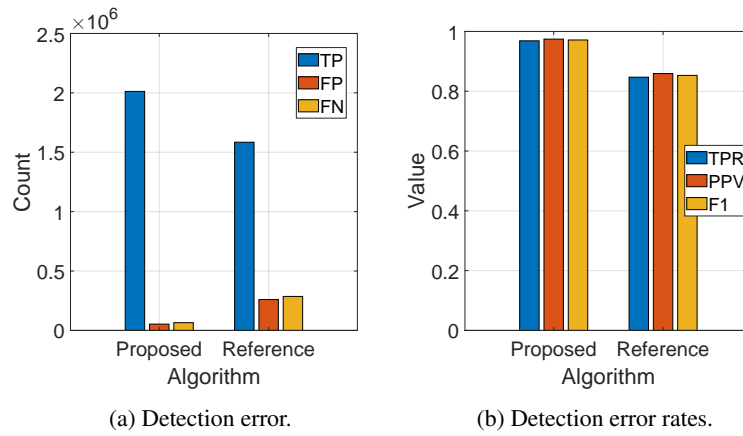 ×10^6
2.5
2
1.5
1
0.5
0
Count
TP
FP
FN
Proposed Reference
Algorithm
(a) Detection error.
1
0.8
0.6
0.4
0.2
0
Value
TPR
PPV
F1
Proposed Reference
Algorithm
(b) Detection error rates.